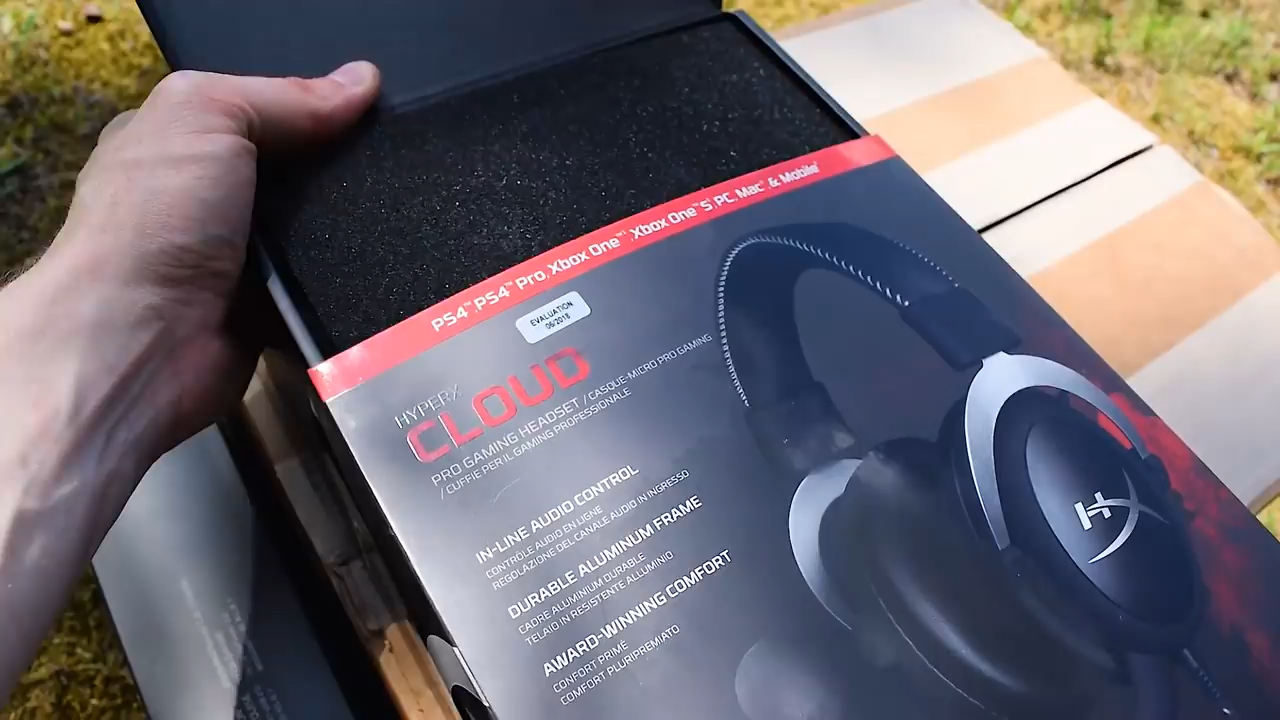 PS4™, PS4™ Pro, Xbox One™, Xbox One™ S, PC, Mac®, & Mobile
EVALUATION
06/2018
HYPERX
CLOUD
PRO GAMING HEADSET / CASQUE-MICRO PRO GAMING
/ CUFFIE PER IL GAMING PROFESSIONALE
IN-LINE AUDIO CONTROL
CONTRÔLE AUDIO EN LIGNE
REGOLAZIONE DEL CANALE AUDIO IN INGRESSO
DURABLE ALUMINUM FRAME
CADRE ALUMINIUM DURABLE
TELAIO IN RESISTENTE ALLUMINIO
AWARD-WINNING COMFORT
CONFORT PRIMÉ
COMFORT PLURIPREMIATO
HX